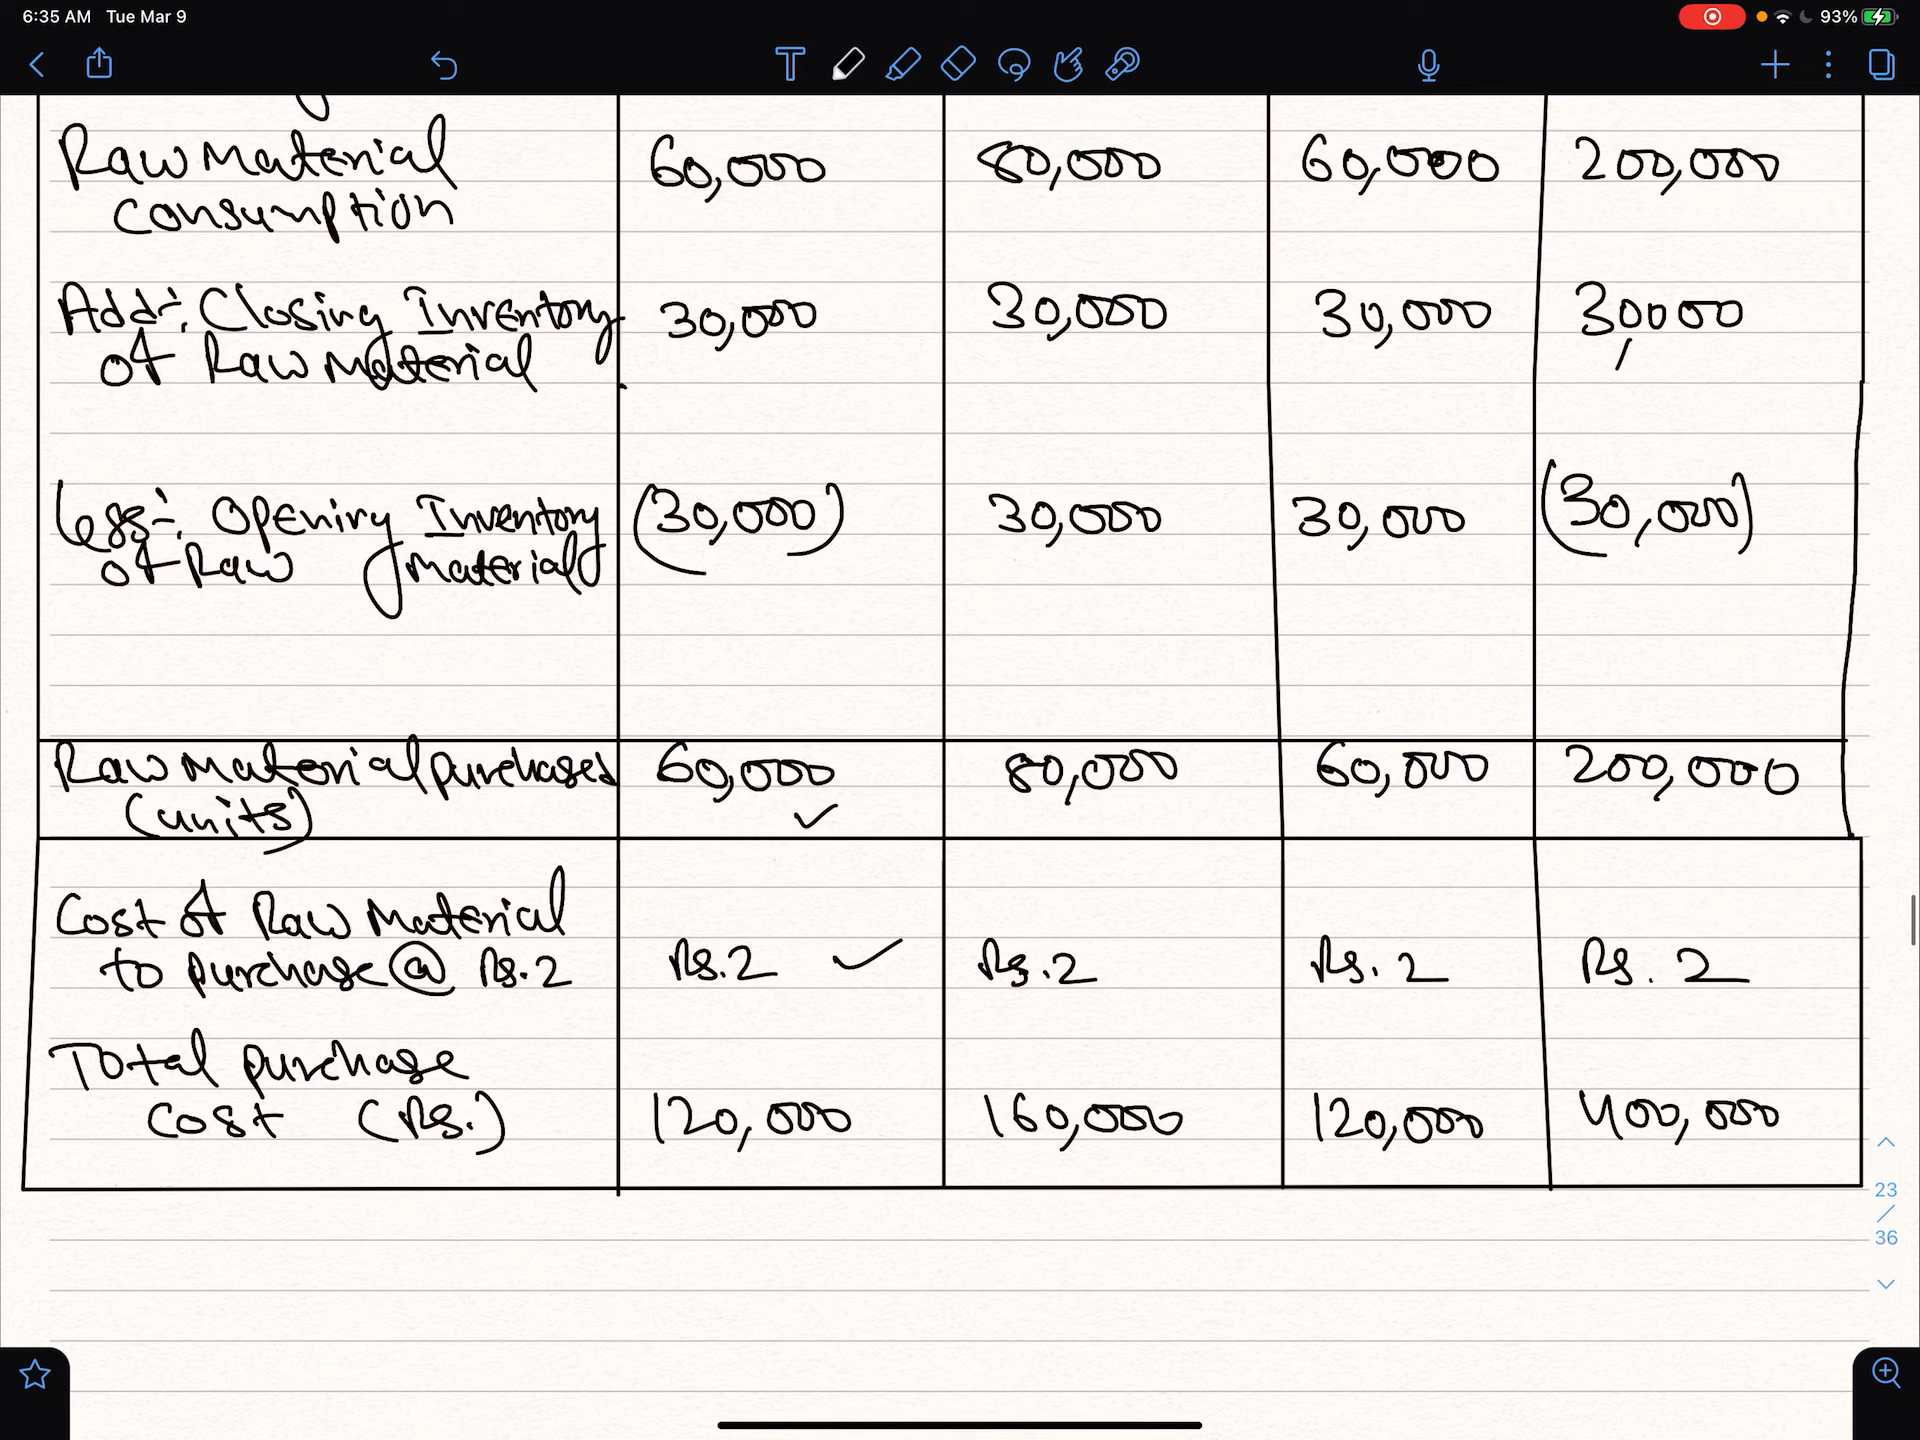 6:35 AM Tue Mar 9
93%
Raw Material 60,000 80,000 60,000 200,000
Consumption
Add:. Closing Inventory 30,000 30,000 30,000 30,000
of Raw Material
Less:. Opening Inventory (30,000) 30,000 30,000 (30,000)
of Raw Material
Raw Material purchased 60,000 80,000 60,000 200,000
(units)
Cost of Raw Material
to purchase @ Rs.2 Rs.2 Rs.2 Rs. 2 Rs. 2
Total purchase
Cost (Rs.) 120,000 160,000 120,000 400,000
23
/
36